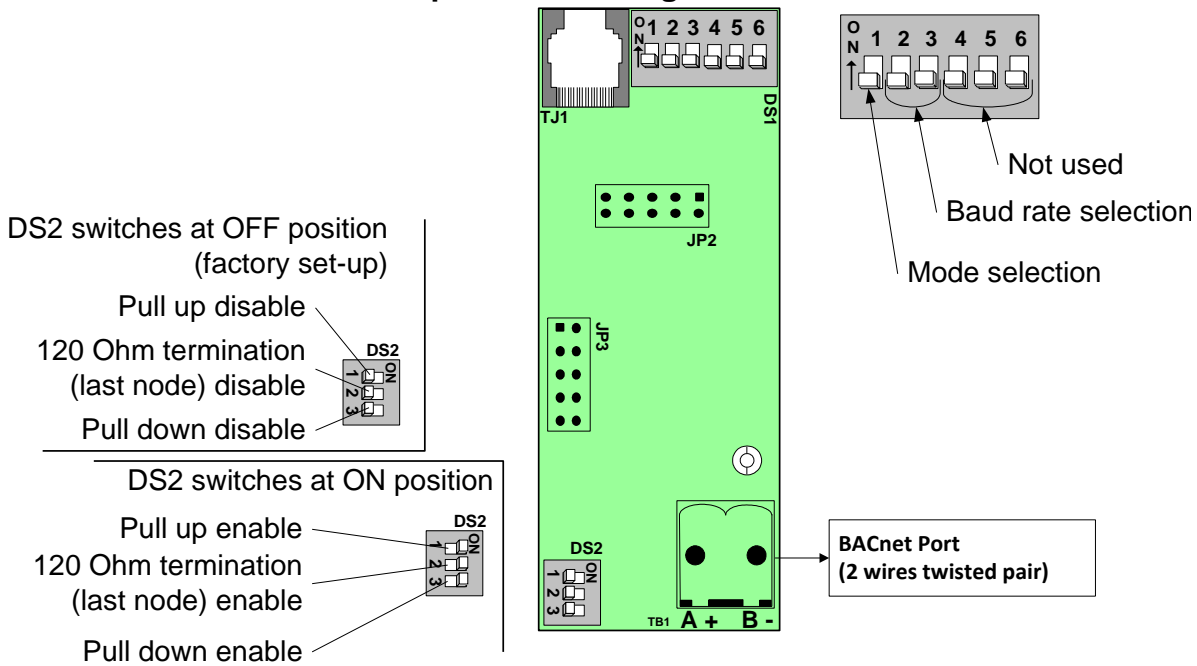 O
N
1 2 3 4 5 6
DS1
TJ1
JP2
JP3
DS2
ON
1
2
3
TB1 A + B -
BACnet Port
(2 wires twisted pair)
O
N
1 2 3 4 5 6
Not used
Baud rate selection
Mode selection
DS2 switches at OFF position
(factory set-up)
Pull up disable
120 Ohm termination
(last node) disable
Pull down disable
DS2
ON
1
2
3
DS2 switches at ON position
Pull up enable
120 Ohm termination
(last node) enable
Pull down enable
DS2
ON
1
2
3